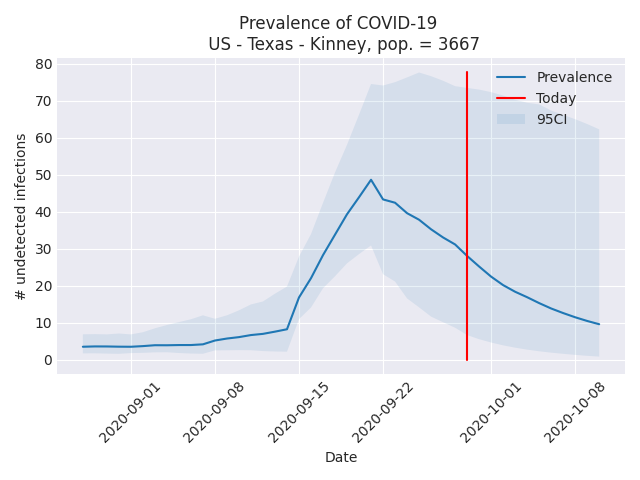 Prevalence of COVID-19
US - Texas - Kinney, pop. = 3667
# undetected infections
80
70
60
50
40
30
20
10
0
Prevalence
Today
95CI
2020-09-01
2020-09-08
2020-09-15
2020-09-22
2020-10-01
2020-10-08
Date